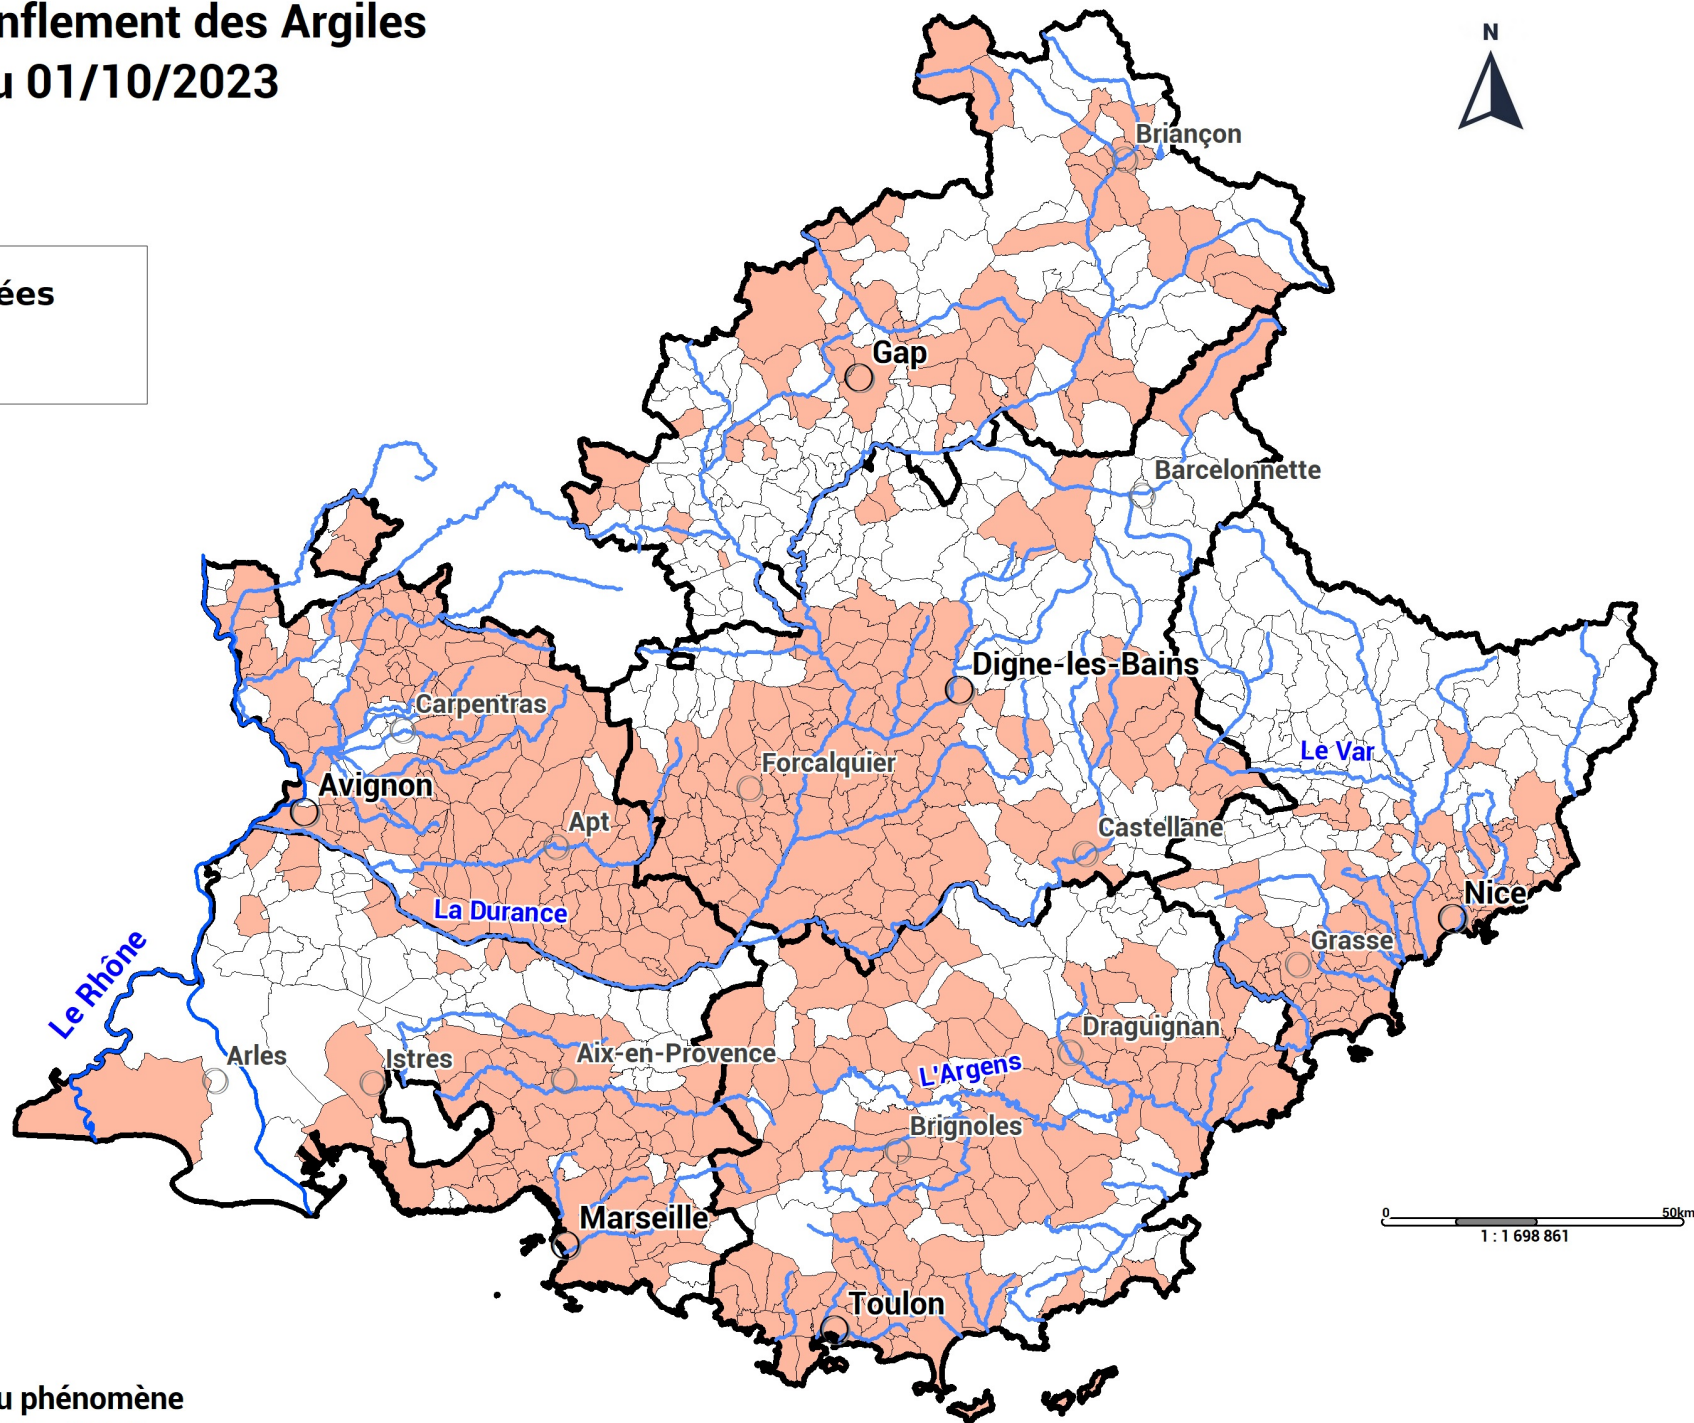 nflement des Argiles
u 01/10/2023
N
ées
Briançon
Gap
Barcelonnette
Digne-les-Bains
Carpentras
Le Var
Forcalquier
Avignon
Apt
Castellane
La Durance
Nice
Grasse
Le Rhône
Draguignan
Arles
Istres
Aix-en-Provence
L'Argens
Brignoles
Marseille
0 50km
1 : 1 698 861
Toulon
u phénomène